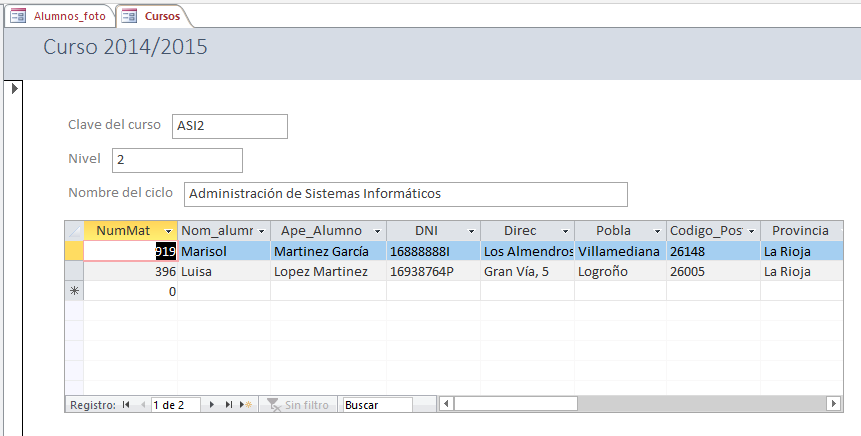 Alumnos_foto Cursos
Curso 2014/2015
Clave del curso ASI2
Nivel 2
Nombre del ciclo Administración de Sistemas Informáticos
NumMat Nom_alumr Ape_Alumno DNI Direc Pobla Codigo_Pos Provincia
919 Marisol Martinez García 16888888I Los Almendros Villamediana 26148 La Rioja
396 Luisa Lopez Martinez 16938764P Gran Vía, 5 Logroño 26005 La Rioja
* 0
Registro: 1 de 2 Sin filtro Buscar